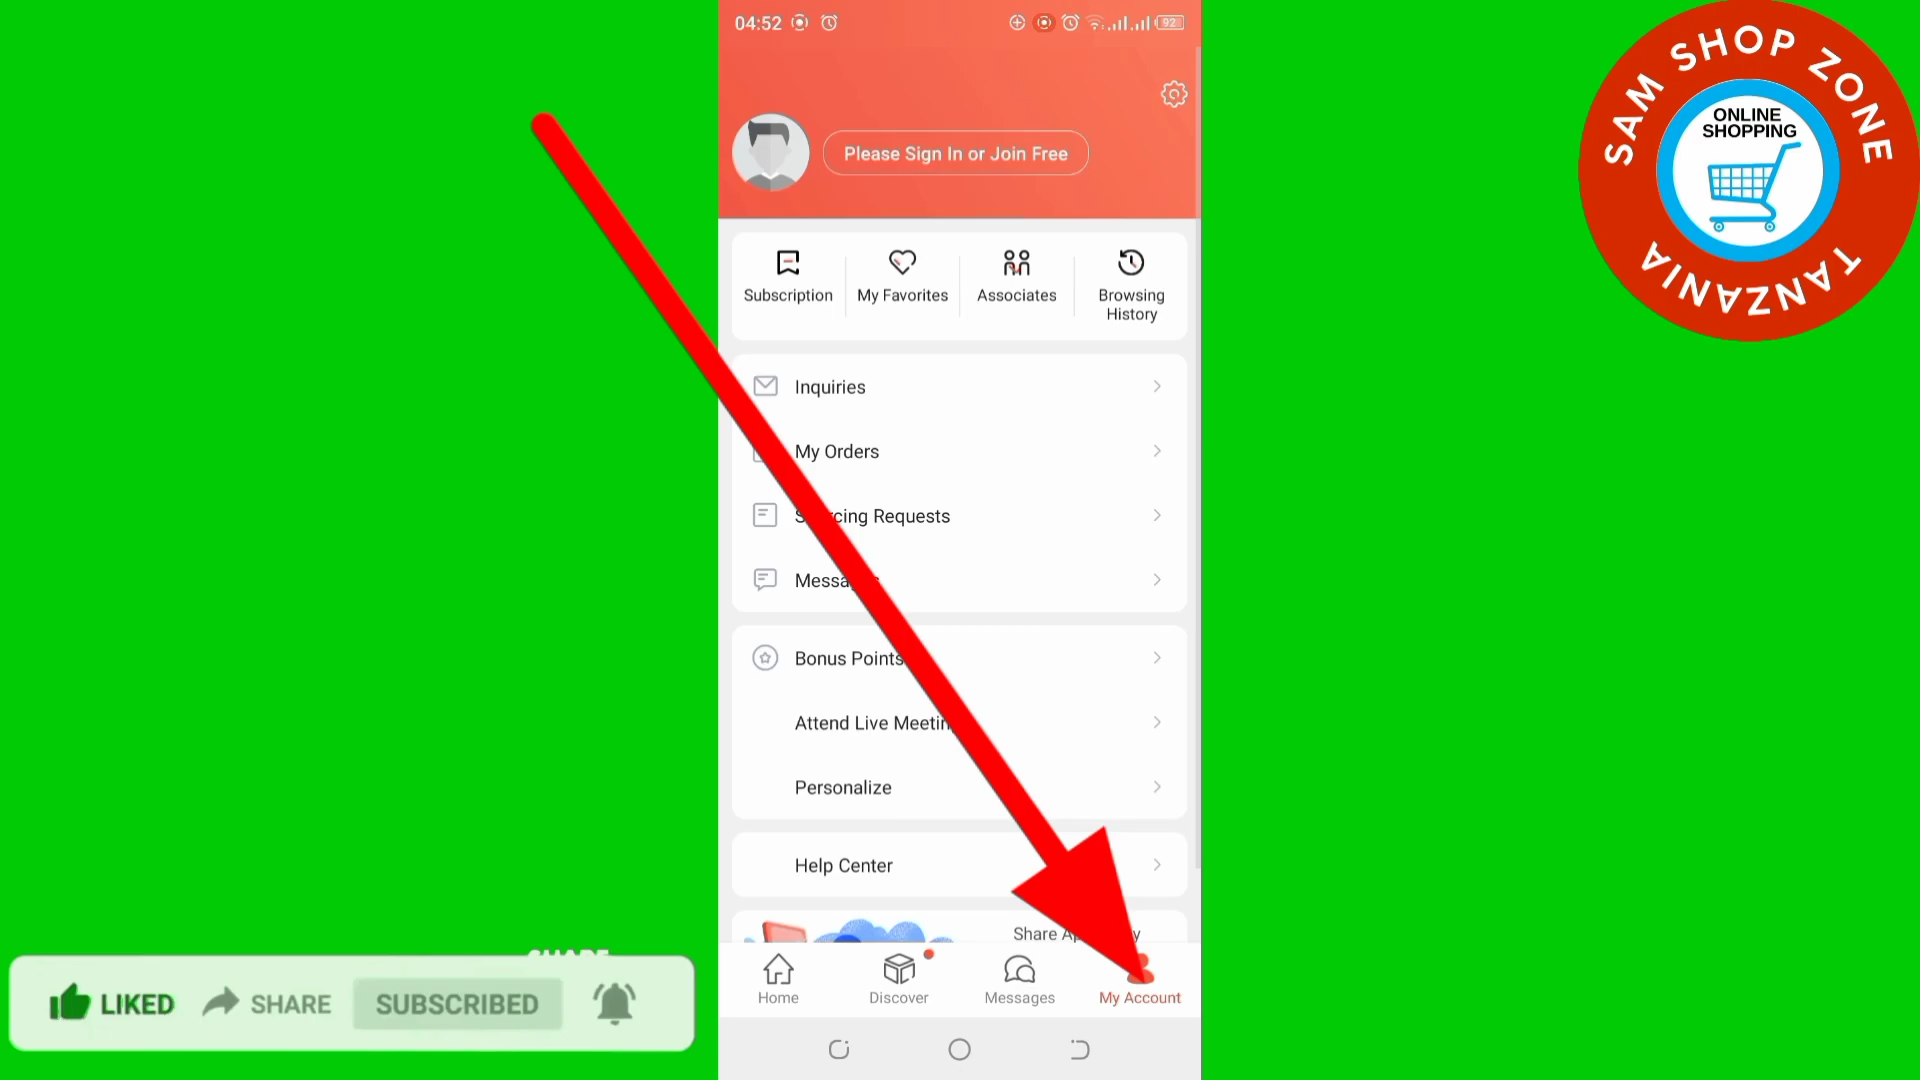 04:52
92
Please Sign In or Join Free
Subscription
My Favorites
Associates
Browsing
History
Inquiries
My Orders
Requests
Bonus Points
Attend Live
Personalize
Help Center
Share
Home
Discover
Messages
My Account
LIKED
SHARE
SUBSCRIBED
SAM SHOP ZONE
ONLINE
SHOPPING
TANZANIA